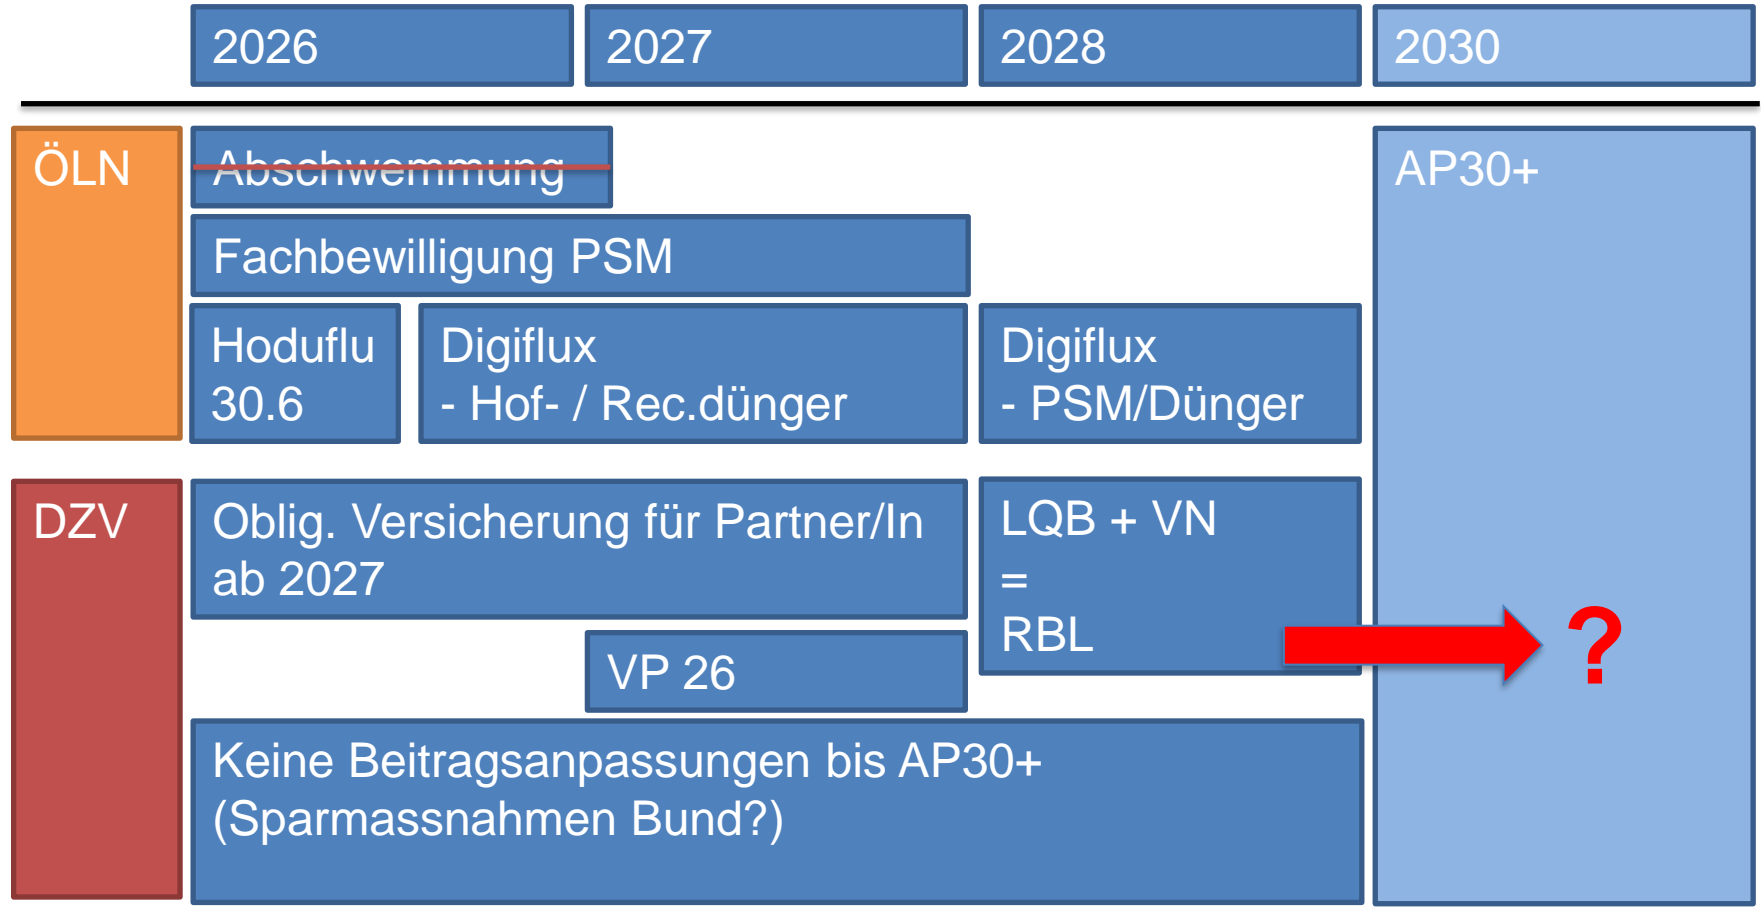 2026
2027
2028
2030
ÖLN
Abschwemmung
AP30+
Fachbewilligung PSM
Hoduflu
30.6
Digiflux
- Hof- / Rec.dünger
Digiflux
- PSM/Dünger
DZV
Oblig. Versicherung für Partner/In
ab 2027
LQB + VN
=
RBL
?
VP 26
Keine Beitragsanpassungen bis AP30+
(Sparmassnahmen Bund?)